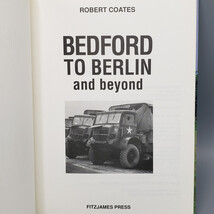 ROBERT COATES
BEDFORD
TO BERLIN
and beyond
FITZJAMES PRESS